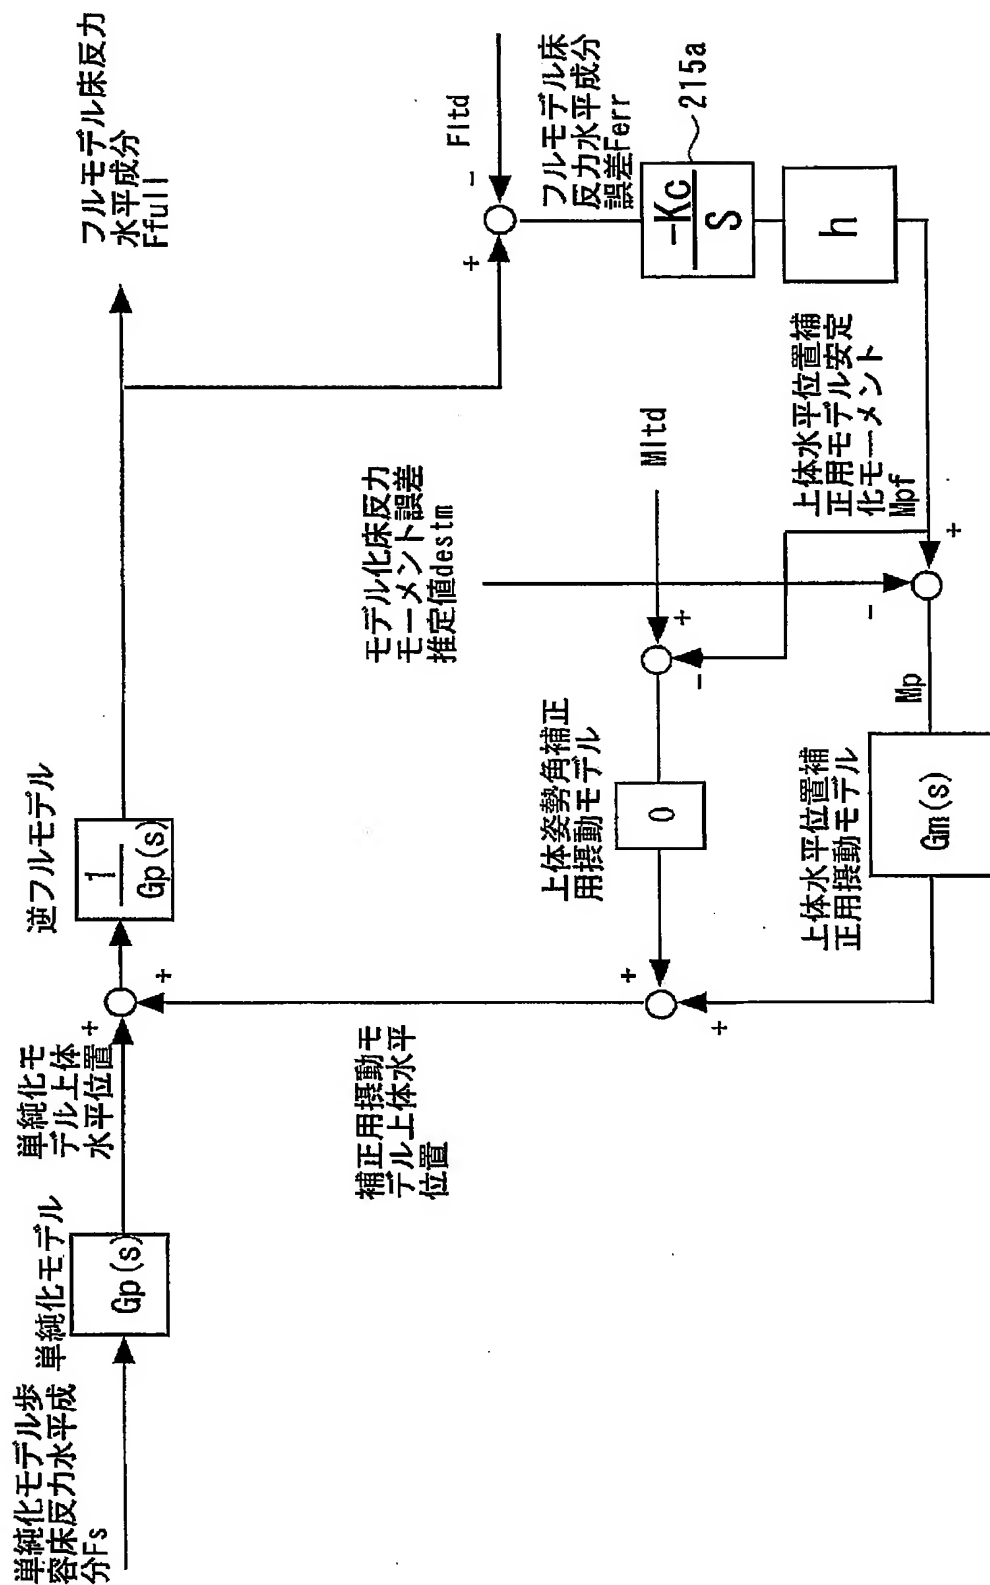 単純化モデル歩
容床反力水平成
分Fs
単純化モデル
Gp(s)
単純化モ
デル上体
水平位置
+
+
逆フルモデル
1
Gp(s)
フルモデル床反力
水平成分
Ffull
補正用摂動モ
デル上体水平
位置
+
+
上体姿勢角補正
用摂動モデル
0
モデル化床反力
モーメント誤差
推定値destm
Mltd
+
-
+
-
Fltd
フルモデル床
反力水平成分
誤差Ferr
-Kc
S
215a
h
上体水平位置補
正用モデル安定
化モーメント
Mpf
+
-
Mp
上体水平位置補
正用摂動モデル
Gm(s)